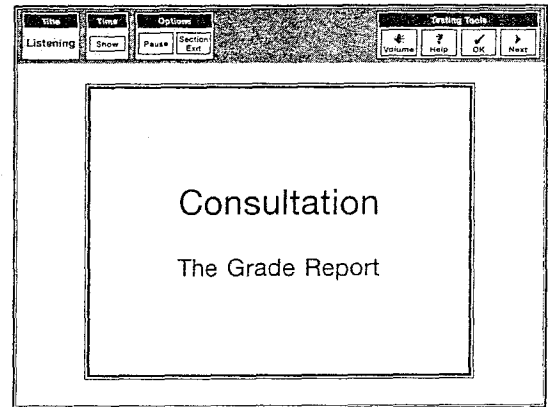 Title Time Options Testing Tools
Listening Show Pause Section Exit Volume Help OK Next
Consultation
The Grade Report